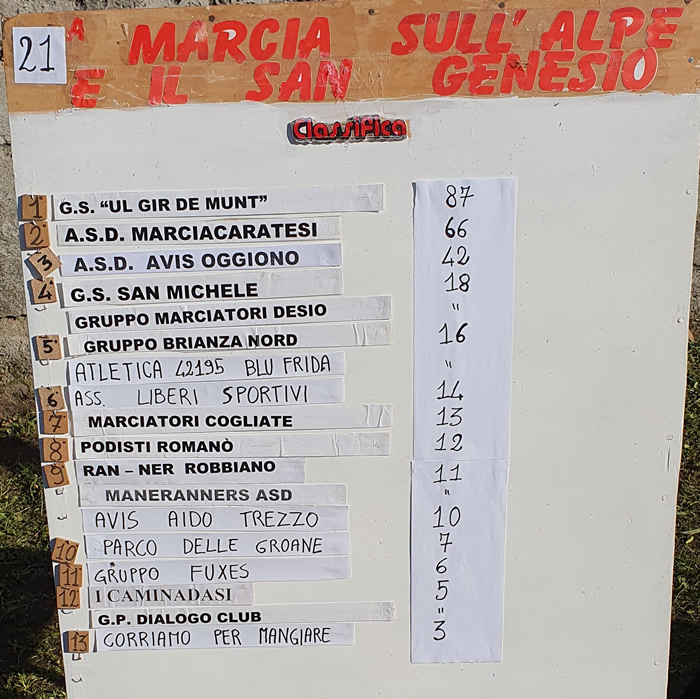 21
A MARCIA SULL'ALPE
E IL SAN GENESIO
Classifica
1 G.S. “UL GIR DE MUNT” 87
2 A.S.D. MARCIACARATESI 66
3 A.S.D. AVIS OGGIONO 42
4 G.S. SAN MICHELE 18
GRUPPO MARCIATORI DESIO "
5 GRUPPO BRIANZA NORD 16
ATLETICA 42195 BLU FRIDA "
6 ASS. LIBERI SPORTIVI 14
7 MARCIATORI COGLIATE 13
8 PODISTI ROMANÒ 12
9 RAN – NER ROBBIANO 11
MANERANNERS ASD "
AVIS AIDO TREZZO 10
10 PARCO DELLE GROANE 7
11 GRUPPO FUXES 6
12 I CAMINADASI 5
G.P. DIALOGO CLUB "
13 CORRIAMO PER MANGIARE 3